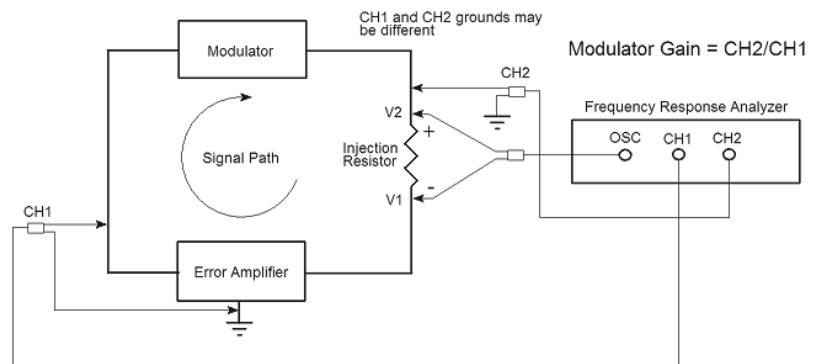 CH1 and CH2 grounds may
be different
Modulator
Modulator Gain = CH2/CH1
CH2
V2
Frequency Response Analyzer
+
OSC
CH1
CH2
Injection
Resistor
Signal Path
-
V1
CH1
Error Amplifier